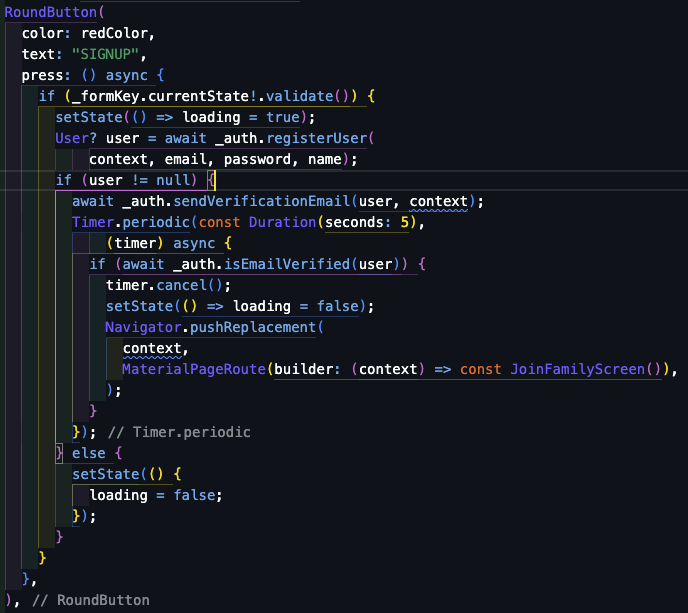 RoundButton(
color: redColor,
text: "SIGNUP",
press: () async {
if (_formKey.currentState!.validate()) {
setState(() => loading = true);
User? user = await _auth.registerUser(
context, email, password, name);
if (user != null) {
await _auth.sendVerificationEmail(user, context);
Timer.periodic(const Duration(seconds: 5),
(timer) async {
if (await _auth.isEmailVerified(user)) {
timer.cancel();
setState(() => loading = false);
Navigator.pushReplacement(
context,
MaterialPageRoute(builder: (context) => const JoinFamilyScreen()),
);
}
}); // Timer.periodic
} else {
setState(() {
loading = false;
});
}
}
},
), // RoundButton